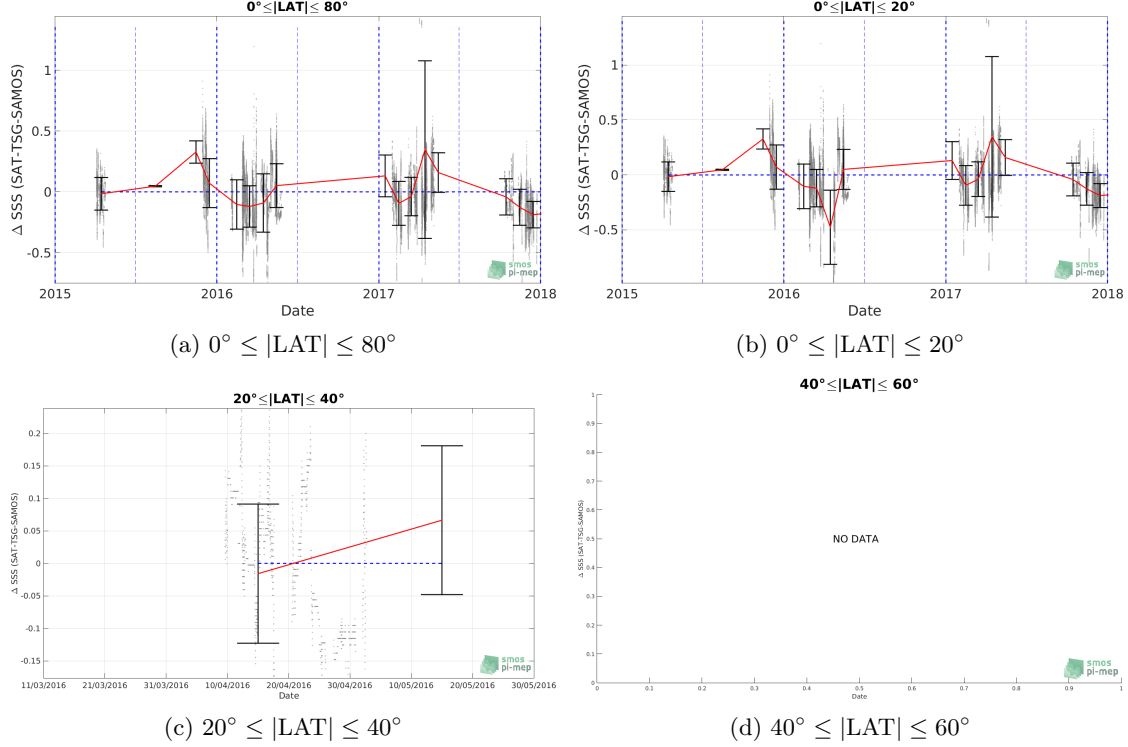 0°≤|LAT|≤ 80°
Δ SSS (SAT-TSG-SAMOS)
1
0.5
0
-0.5
2015
2016
2017
2018
Date
smos
pi-mep
(a) 0° ≤ |LAT| ≤ 80°
0°≤|LAT|≤ 20°
Δ SSS (SAT-TSG-SAMOS)
1
0.5
0
-0.5
2015
2016
2017
2018
Date
smos
pi-mep
(b) 0° ≤ |LAT| ≤ 20°
20°≤|LAT|≤ 40°
Δ SSS (SAT-TSG-SAMOS)
0.2
0.15
0.1
0.05
0
-0.05
-0.1
-0.15
11/03/2016
21/03/2016
31/03/2016
10/04/2016
20/04/2016
30/04/2016
10/05/2016
20/05/2016
30/05/2016
Date
smos
pi-mep
(c) 20° ≤ |LAT| ≤ 40°
40°≤|LAT|≤ 60°
Δ SSS (SAT-TSG-SAMOS)
1
0.9
0.8
0.7
0.6
0.5
0.4
0.3
0.2
0.1
0
NO DATA
0
0.1
0.2
0.3
0.4
0.5
0.6
0.7
0.8
0.9
1
Date
smos
pi-mep
(d) 40° ≤ |LAT| ≤ 60°